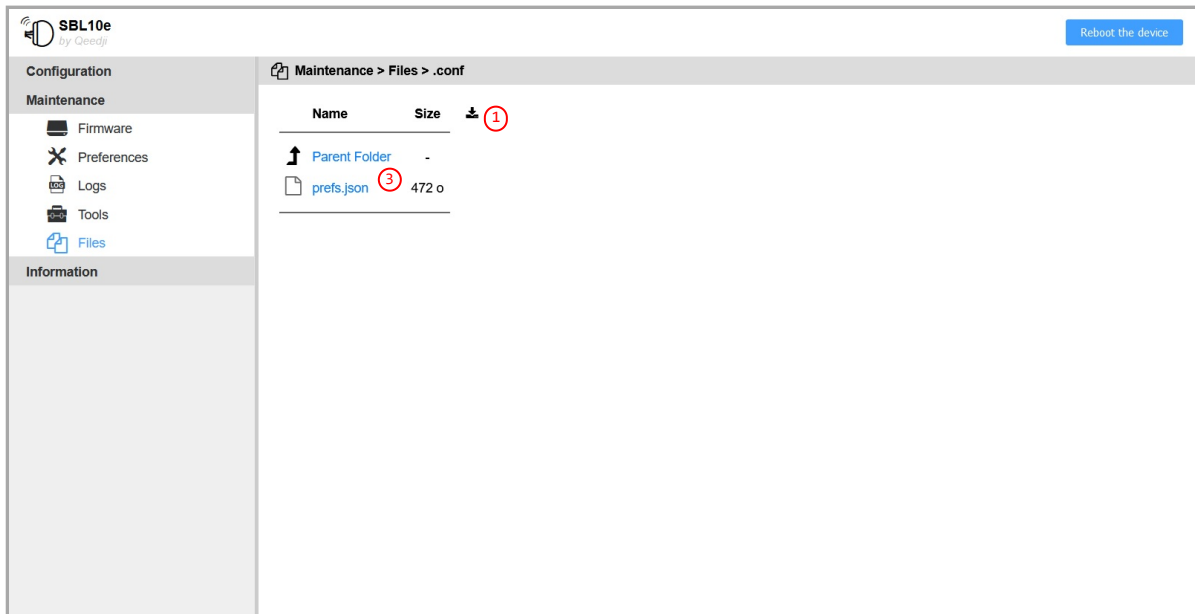 SBL10e
by Qeedji
Reboot the device
Configuration
Maintenance
Firmware
Preferences
LOG
Logs
Tools
Files
Information
Maintenance > Files > .conf
Name Size 1
Parent Folder -
prefs.json 3 472 o